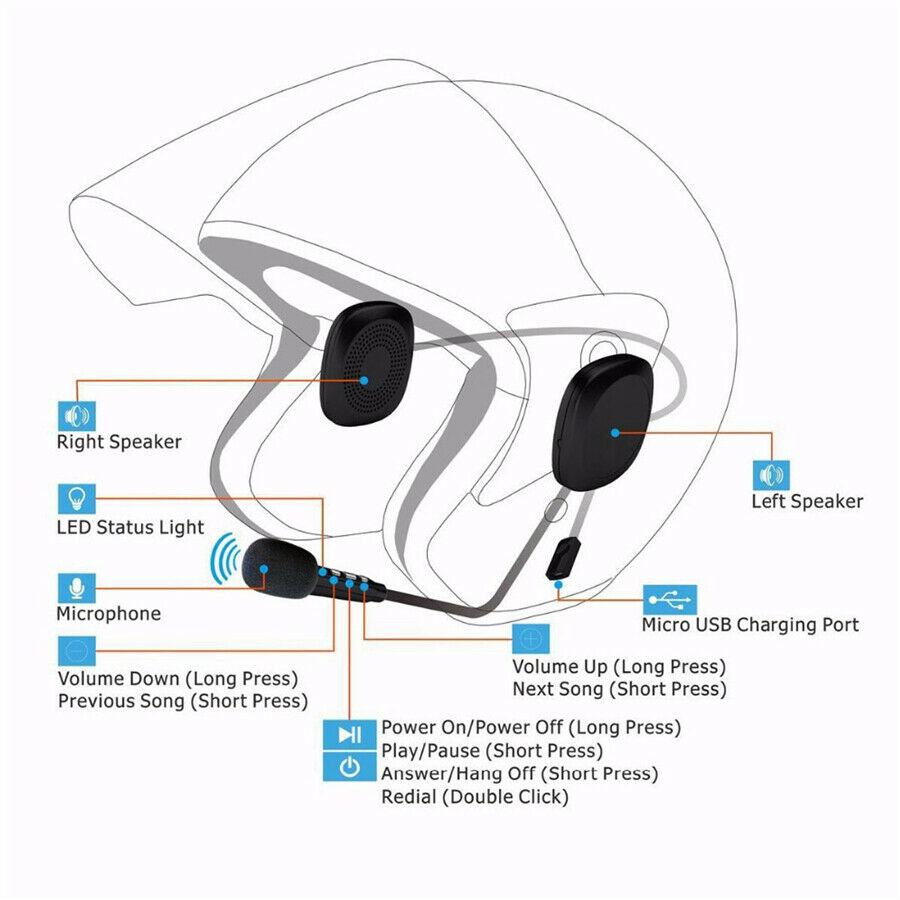 Right Speaker
Left Speaker
LED Status Light
Microphone
Micro USB Charging Port
Volume Down (Long Press)
Previous Song (Short Press)
Volume Up (Long Press)
Next Song (Short Press)
Power On/Power Off (Long Press)
Play/Pause (Short Press)
Answer/Hang Off (Short Press)
Redial (Double Click)